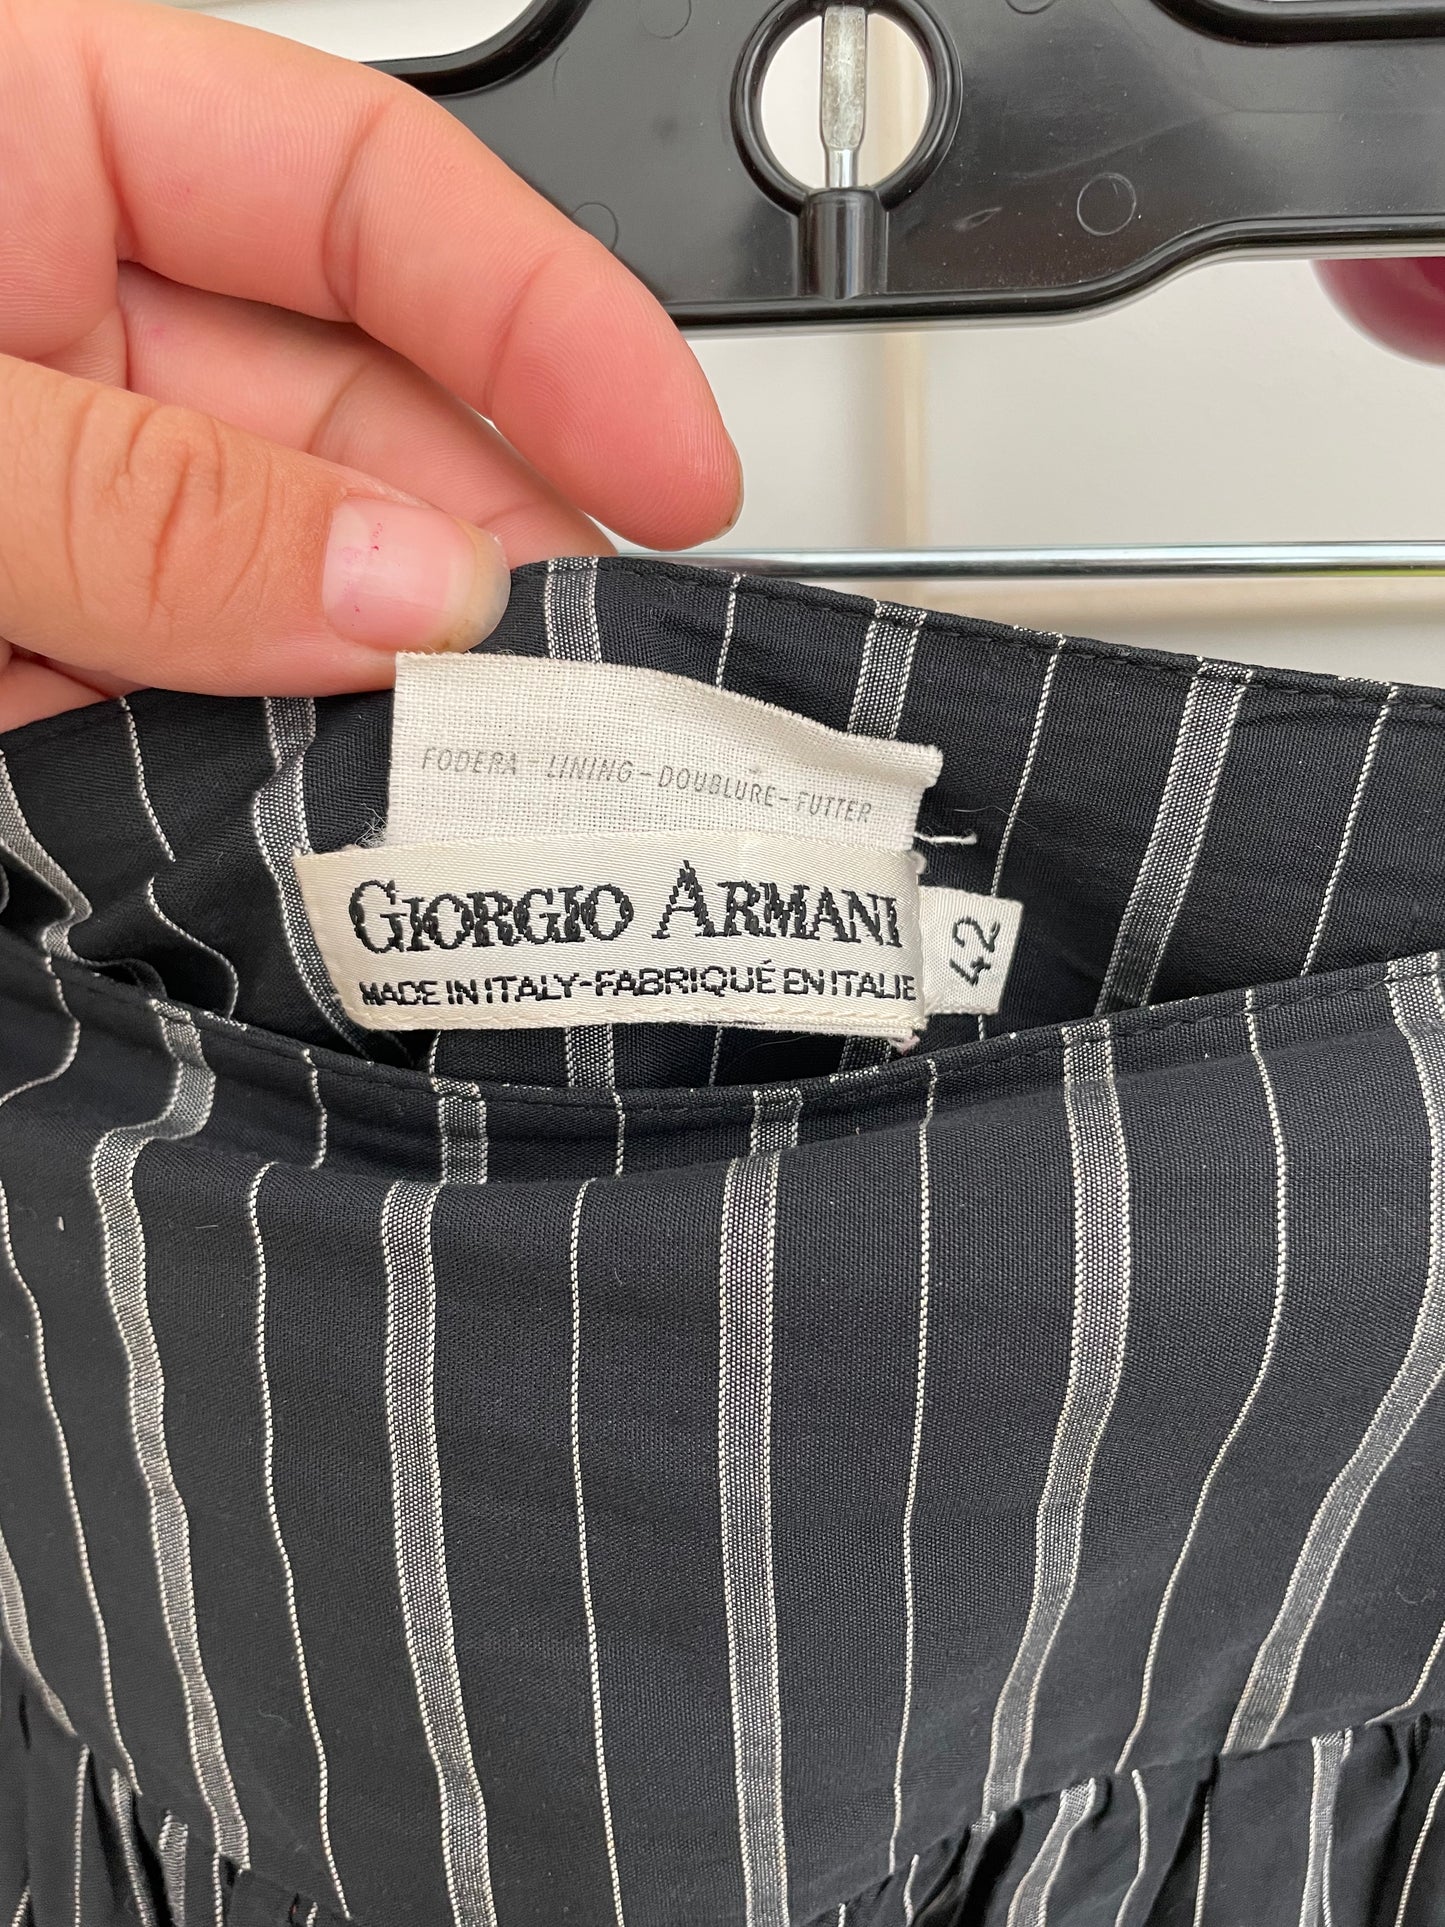 FODERA - LINING - DOUBLURE - FUTTER
GIORGIO ARMANI
MADE IN ITALY-FABRIQUÉ EN ITALIE
42